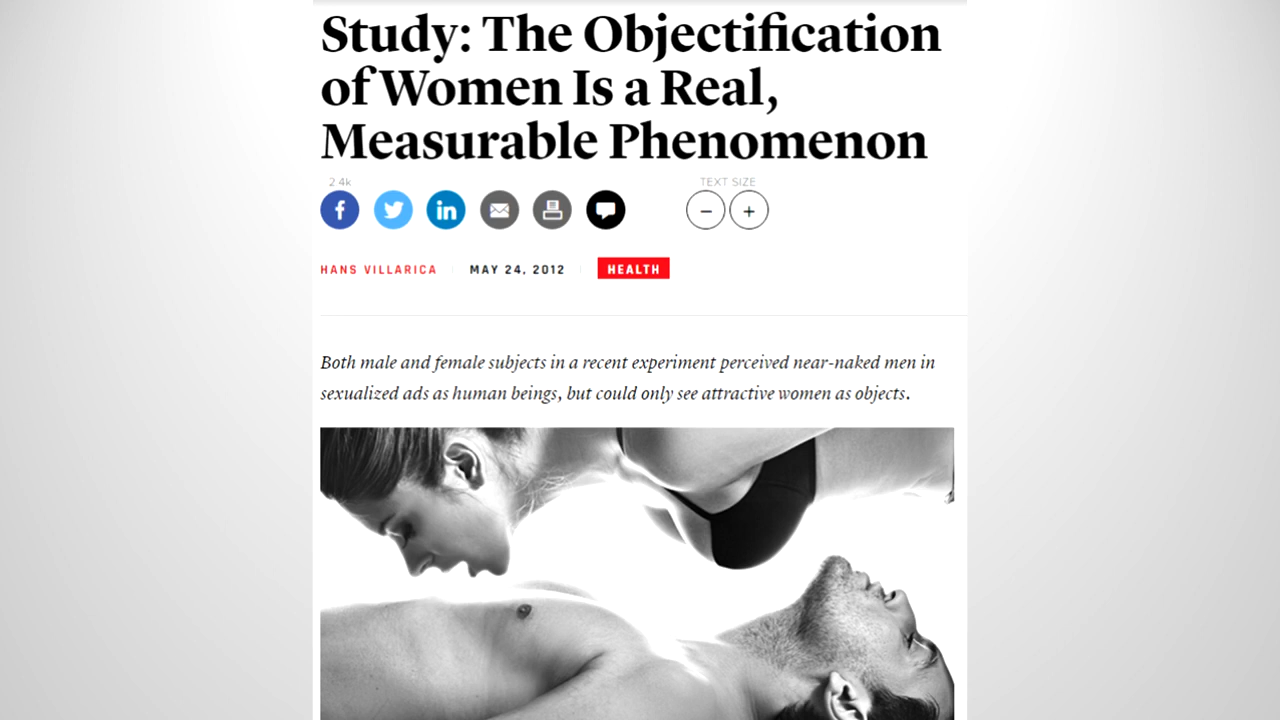 Study: The Objectification
of Women Is a Real,
Measurable Phenomenon
2.4k
TEXT SIZE
f in − +
HANS VILLARICA MAY 24, 2012 HEALTH
Both male and female subjects in a recent experiment perceived near-naked men in
sexualized ads as human beings, but could only see attractive women as objects.